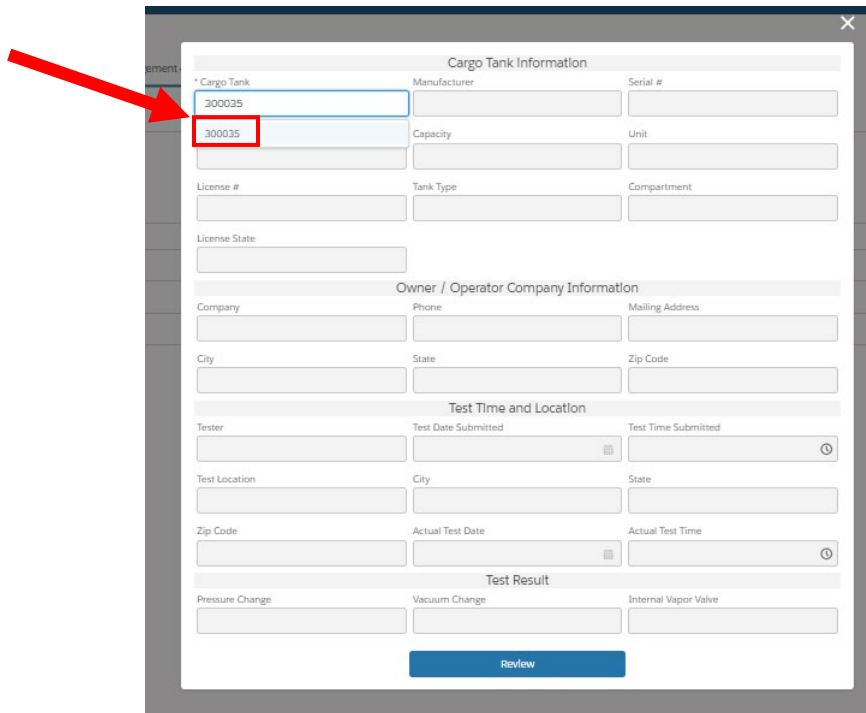 ement
Cargo Tank Information
* Cargo Tank Manufacturer Serial #
300035
300035
Capacity Unit
License # Tank Type Compartment
License State
Owner / Operator Company Information
Company Phone Mailing Address
City State Zip Code
Test Time and Location
Tester Test Date Submitted Test Time Submitted
Test Location City State
Zip Code Actual Test Date Actual Test Time
Test Result
Pressure Change Vacuum Change Internal Vapor Valve
Review